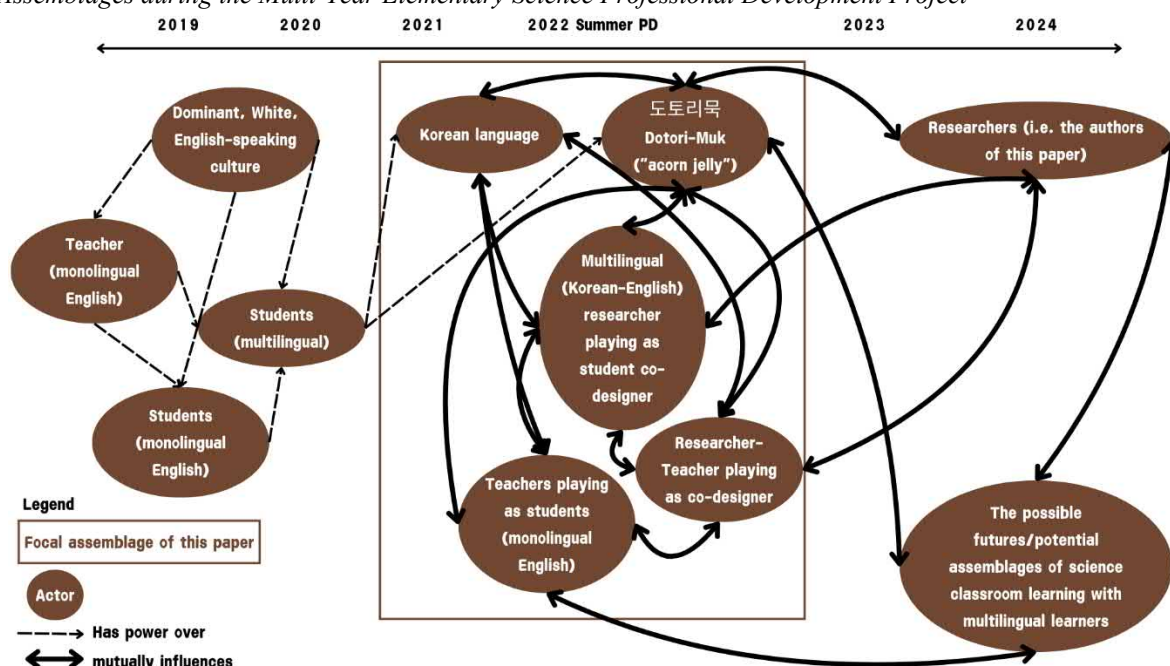 Assemblages during the Multi-Year Elementary Science Professional Development Project
2019
2020
2021
2022 Summer PD
2023
2024
Dominant, White,
English-speaking
culture
Teacher
(monolingual
English)
Students
(multilingual)
Students
(monolingual
English)
Korean language
도토리묵
Dotori-Muk
("acorn jelly")
Multilingual
(Korean-English)
researcher
playing as
student co-
designer
Researcher-
Teacher playing
as co-designer
Teachers playing
as students
(monolingual
English)
Researchers (i.e. the authors
of this paper)
The possible
futures/potential
assemblages of science
classroom learning with
multilingual learners
Legend
Focal assemblage of this paper
Actor
Has power over
mutually influences